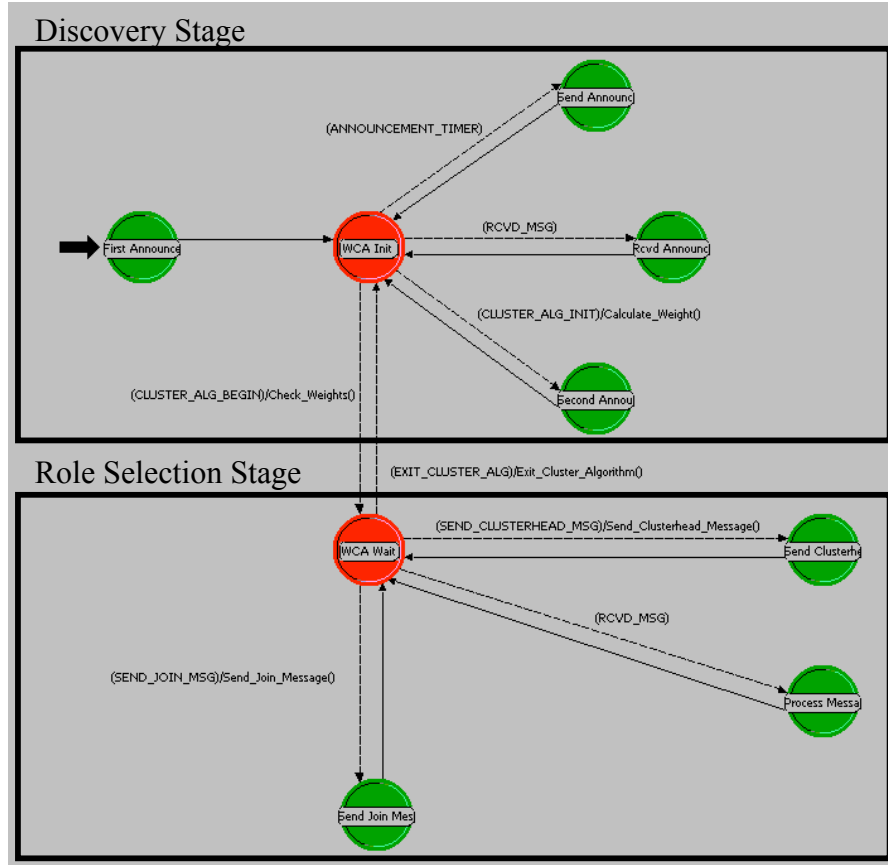 Discovery Stage
Send Announc
(ANNOUNCEMENT_TIMER)
(RCVD_MSG)
First Announce
WCA Init
Rcvd Announc
(CLUSTER_ALG_INIT)/Calculate_Weight()
(CLUSTER_ALG_BEGIN)/Check_Weights()
Second Annou
Role Selection Stage
(EXIT_CLUSTER_ALG)/Exit_Cluster_Algorithm()
(SEND_CLUSTERHEAD_MSG)/Send_Clusterhead_Message()
WCA Wait
Send Clusterhe
(RCVD_MSG)
(SEND_JOIN_MSG)/Send_Join_Message()
Process Messa
Send Join Mes